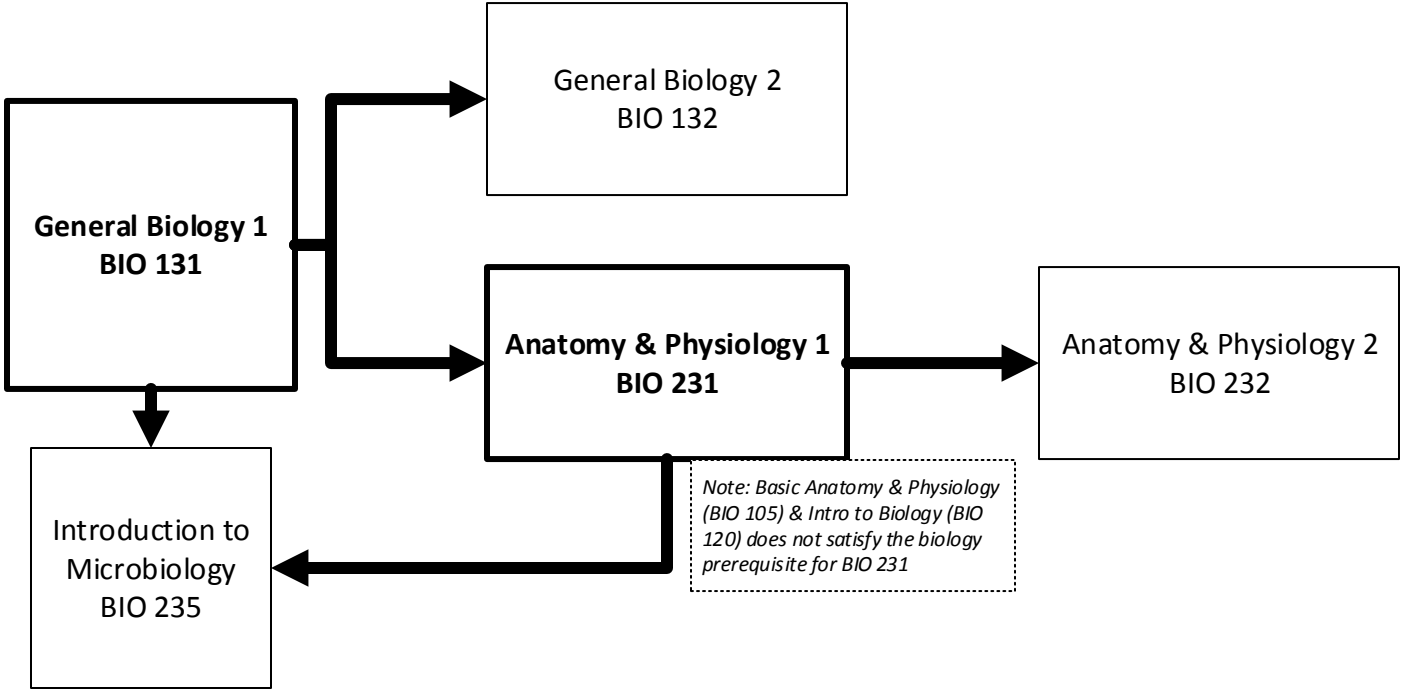 General Biology 2
BIO 132
General Biology 1
BIO 131
Anatomy & Physiology 1
BIO 231
Anatomy & Physiology 2
BIO 232
Note: Basic Anatomy & Physiology
(BIO 105) & Intro to Biology (BIO
120) does not satisfy the biology
prerequisite for BIO 231
Introduction to
Microbiology
BIO 235